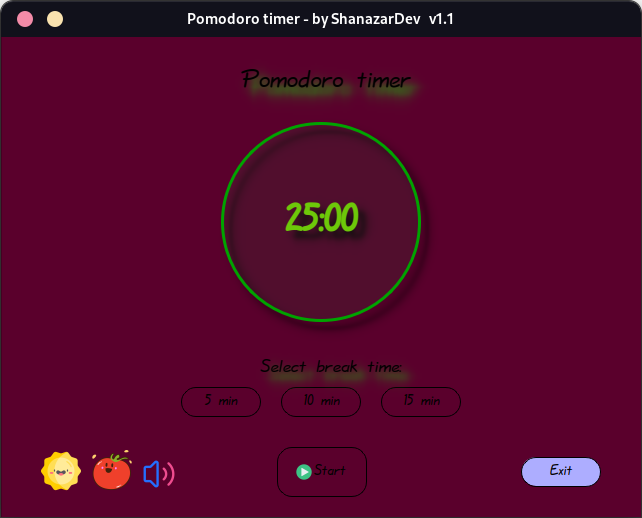 Pomodoro timer - by ShanazarDev v1.1
Pomodoro timer
25:00
Select break time:
5 min 10 min 15 min
Start
Exit